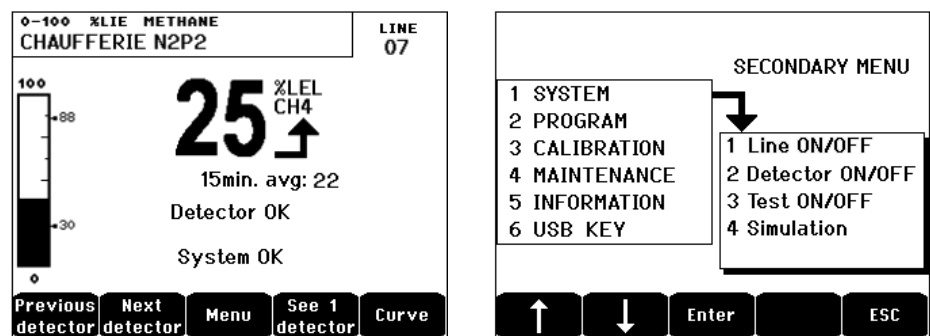 0-100 %LIE METHANE
CHAUFFERIE N2P2
LINE
07
100
88
30
0
25
%LEL
CH4
15min. avg: 22
Detector OK
System OK
Previous detector
Next detector
Menu
See 1 detector
Curve
SECONDARY MENU
1 SYSTEM
2 PROGRAM
3 CALIBRATION
4 MAINTENANCE
5 INFORMATION
6 USB KEY
1 Line ON/OFF
2 Detector ON/OFF
3 Test ON/OFF
4 Simulation
Enter
ESC